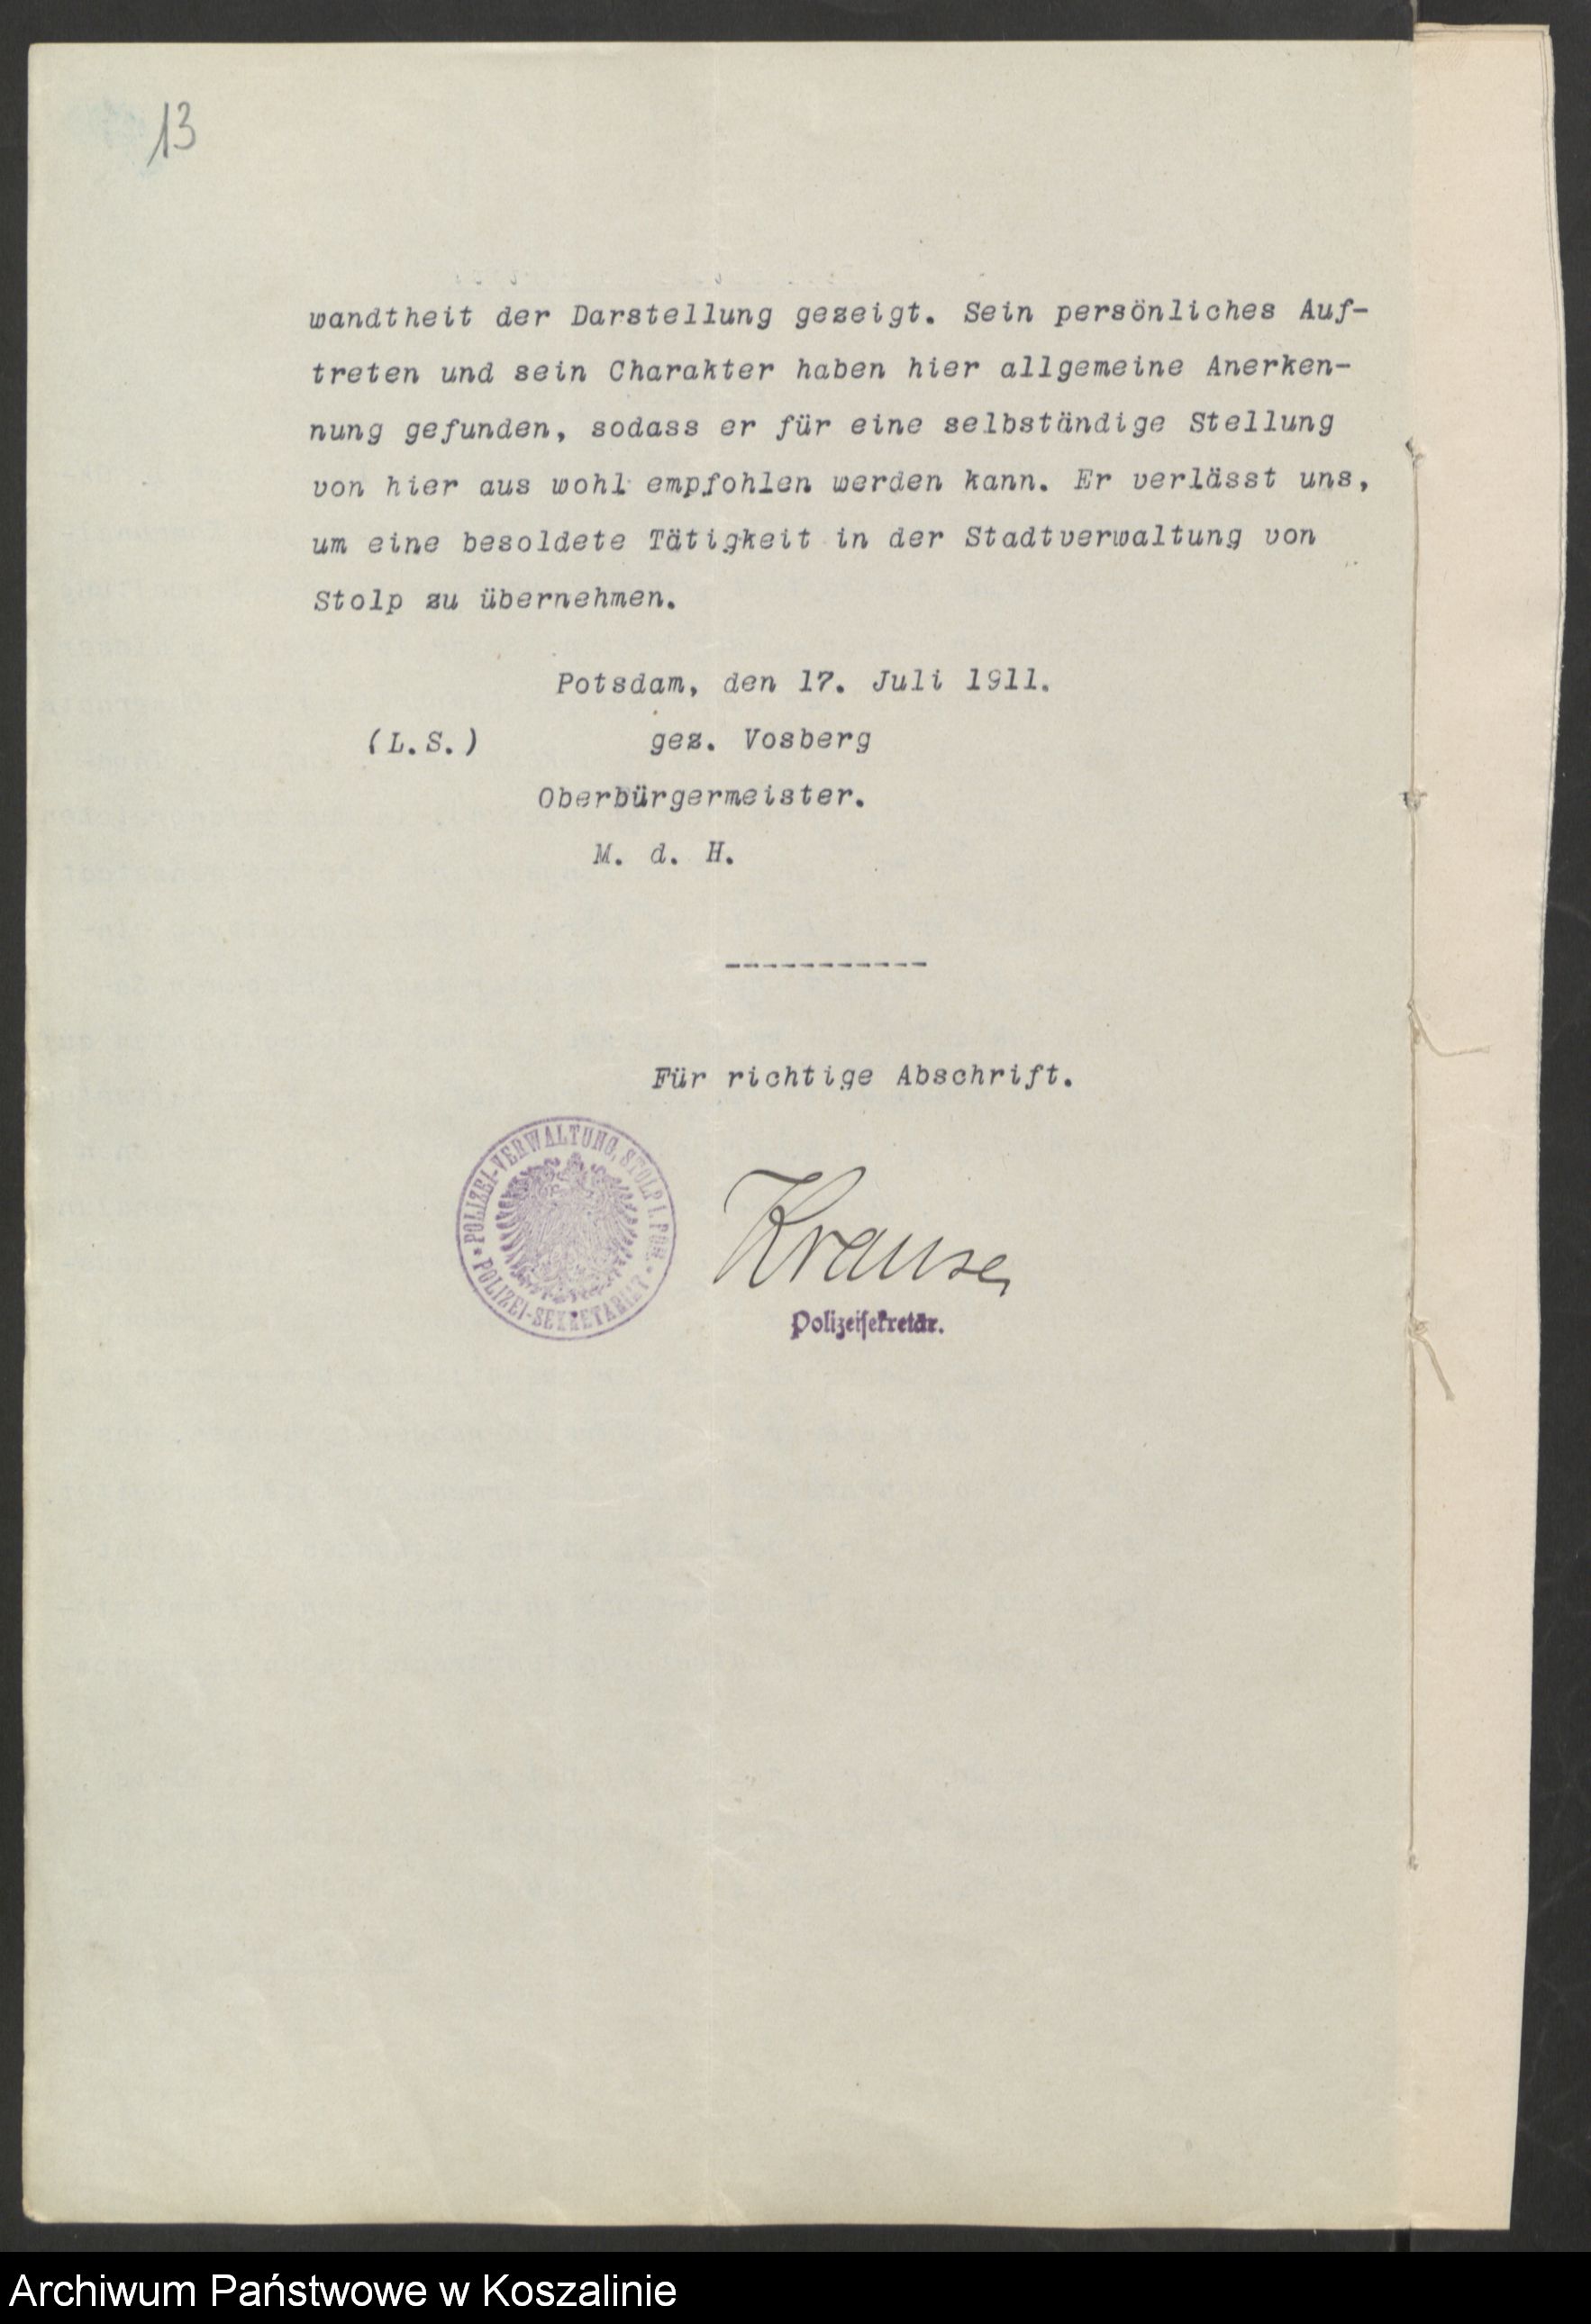 13
wandtheit der Darstellung gezeigt. Sein persönliches Auf-
treten und sein Charakter haben hier allgemeine Anerken-
nung gefunden, sodass er für eine selbständige Stellung
von hier aus wohl empfohlen werden kann. Er verlässt uns,
um eine besoldete Tätigkeit in der Stadtverwaltung von
Stolp zu übernehmen.
Potsdam, den 17. Juli 1911.
(L.S.) gez. Vosberg
Oberbürgermeister.
M. d. H.
-----------
Für richtige Abschrift.
* POLIZEI-VERWALTUNG, STOLP I. POM. *
POLIZEI-SEKRETARIAT
Krause,
Polizeisekretär.
Archiwum Państwowe w Koszalinie